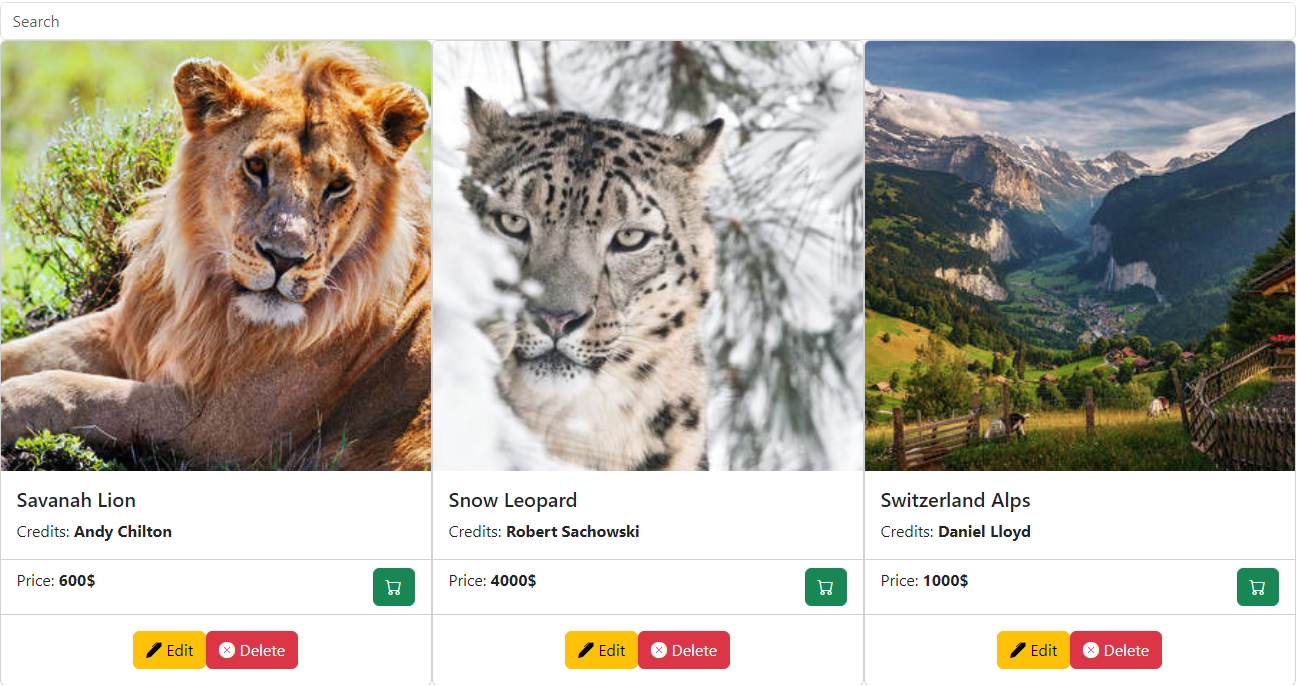 Search
Savanah Lion
Credits: Andy Chilton
Price: 600$
Edit Delete
Snow Leopard
Credits: Robert Sachowski
Price: 4000$
Edit Delete
Switzerland Alps
Credits: Daniel Lloyd
Price: 1000$
Edit Delete